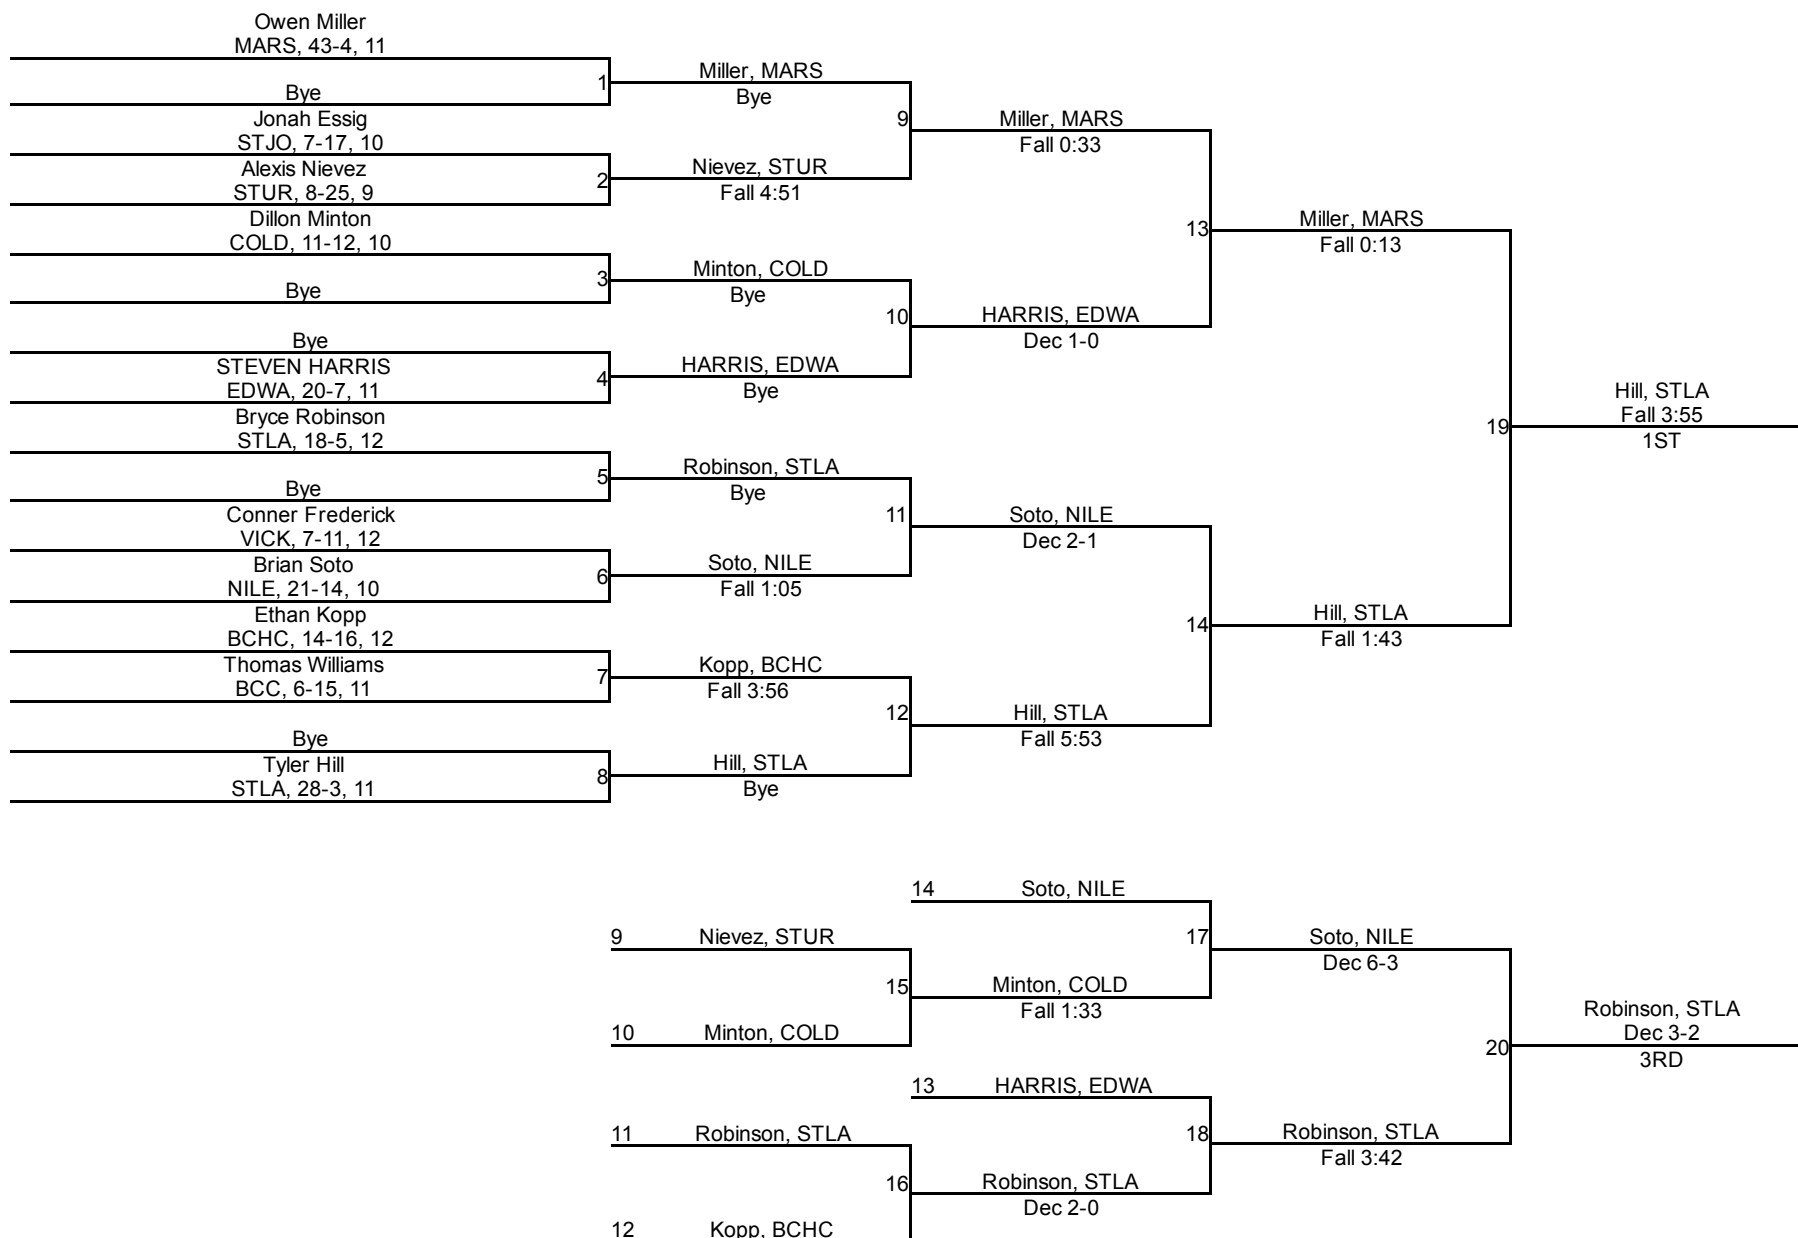 Owen Miller
MARS, 43-4, 11
Bye
1
Miller, MARS
Bye
Jonah Essig
STJO, 7-17, 10
Alexis Nievez
STUR, 8-25, 9
2
Nievez, STUR
Fall 4:51
9
Miller, MARS
Fall 0:33
Dillon Minton
COLD, 11-12, 10
Bye
3
Minton, COLD
Bye
Bye
STEVEN HARRIS
EDWA, 20-7, 11
4
HARRIS, EDWA
Bye
10
HARRIS, EDWA
Dec 1-0
13
Miller, MARS
Fall 0:13
Bryce Robinson
STLA, 18-5, 12
Bye
5
Robinson, STLA
Bye
Conner Frederick
VICK, 7-11, 12
Brian Soto
NILE, 21-14, 10
6
Soto, NILE
Fall 1:05
11
Soto, NILE
Dec 2-1
Ethan Kopp
BCHC, 14-16, 12
Thomas Williams
BCC, 6-15, 11
7
Kopp, BCHC
Fall 3:56
Bye
Tyler Hill
STLA, 28-3, 11
8
Hill, STLA
Bye
12
Hill, STLA
Fall 5:53
14
Hill, STLA
Fall 1:43
19
Hill, STLA
Fall 3:55
1ST
14 Soto, NILE
9 Nievez, STUR
10 Minton, COLD
15
Minton, COLD
Fall 1:33
17
Soto, NILE
Dec 6-3
13 HARRIS, EDWA
11 Robinson, STLA
12 Kopp, BCHC
16
Robinson, STLA
Dec 2-0
18
Robinson, STLA
Fall 3:42
20
Robinson, STLA
Dec 3-2
3RD